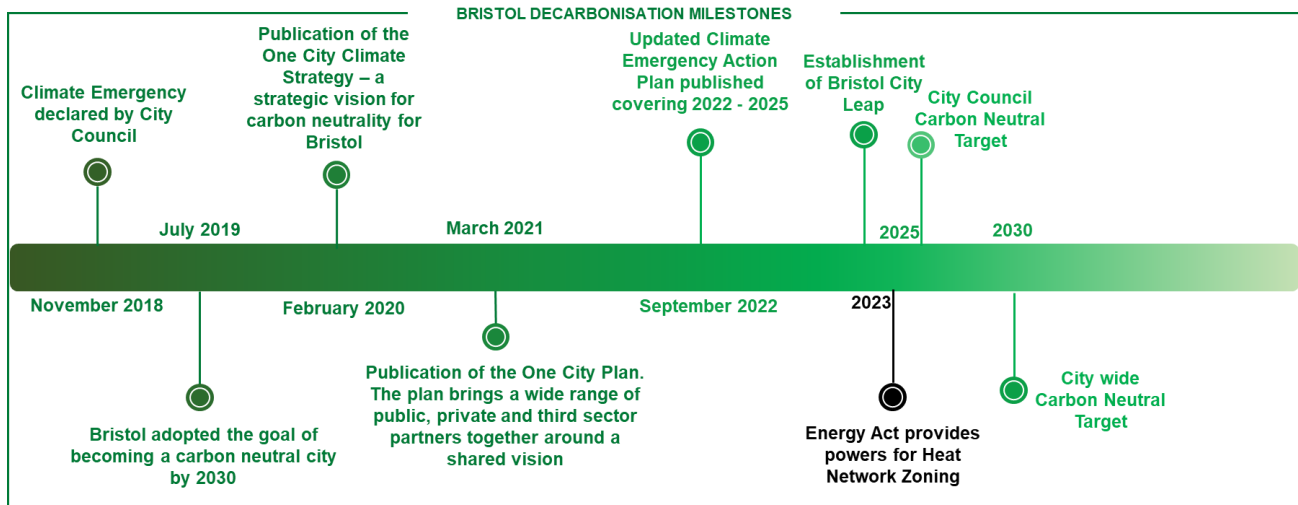 BRISTOL DECARBONISATION MILESTONES
Climate Emergency
declared by City
Council
Publication of the
One City Climate
Strategy – a
strategic vision for
carbon neutrality for
Bristol
Updated Climate
Emergency Action
Plan published
covering 2022 - 2025
Establishment
of Bristol City
Leap
City Council
Carbon Neutral
Target
July 2019
March 2021
2025
2030
November 2018
February 2020
September 2022
2023
Bristol adopted the goal of
becoming a carbon neutral city
by 2030
Publication of the One City Plan.
The plan brings a wide range of
public, private and third sector
partners together around a
shared vision
Energy Act provides
powers for Heat
Network Zoning
City wide
Carbon Neutral
Target